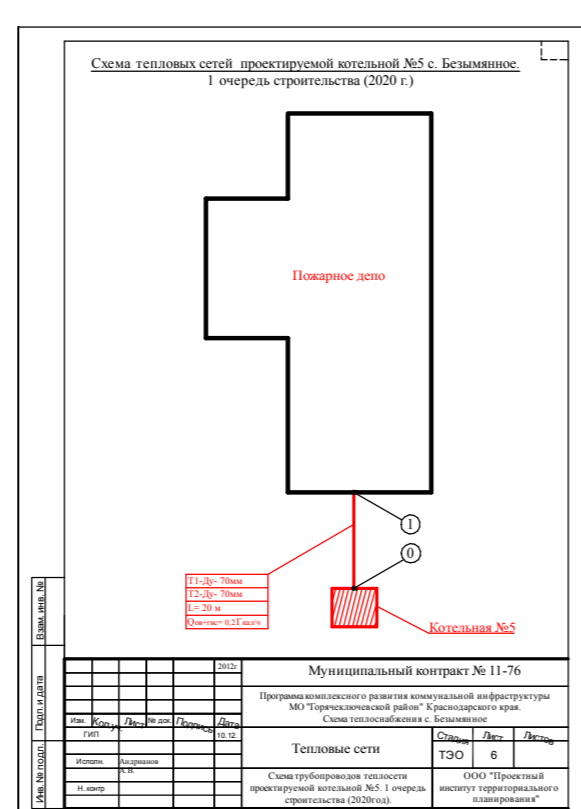 Схема тепловых сетей проектируемой котельной №5 с. Безымянное.
1 очередь строительства (2020 г.)
Пожарное депо
1
0
Т1-Ду- 70мм
Т2-Ду- 70мм
L= 20 м
Qов+гвс= 0,2Гкал/ч
Котельная №5
Взам. инв. №
Подп. и дата
Инв. № подл.
2012г
Муниципальный контракт № 11-76
Программа комплексного развития коммунальной инфраструктуры
МО "Горячеключевской район" Краснодарского края.
Схема теплоснабжения с. Безымянное
Изм. Кол.уч. Лист № док. Подпись Дата
ГИП 10.12.
Тепловые сети
Стадия Лист Листов
ТЭО 6
Исполн. Андрианов
А.В.
Н. контр
Схема трубопроводов теплосети
проектируемой котельной №5. 1 очередь
строительства (2020год).
ООО "Проектный
институт территориального
планирования"